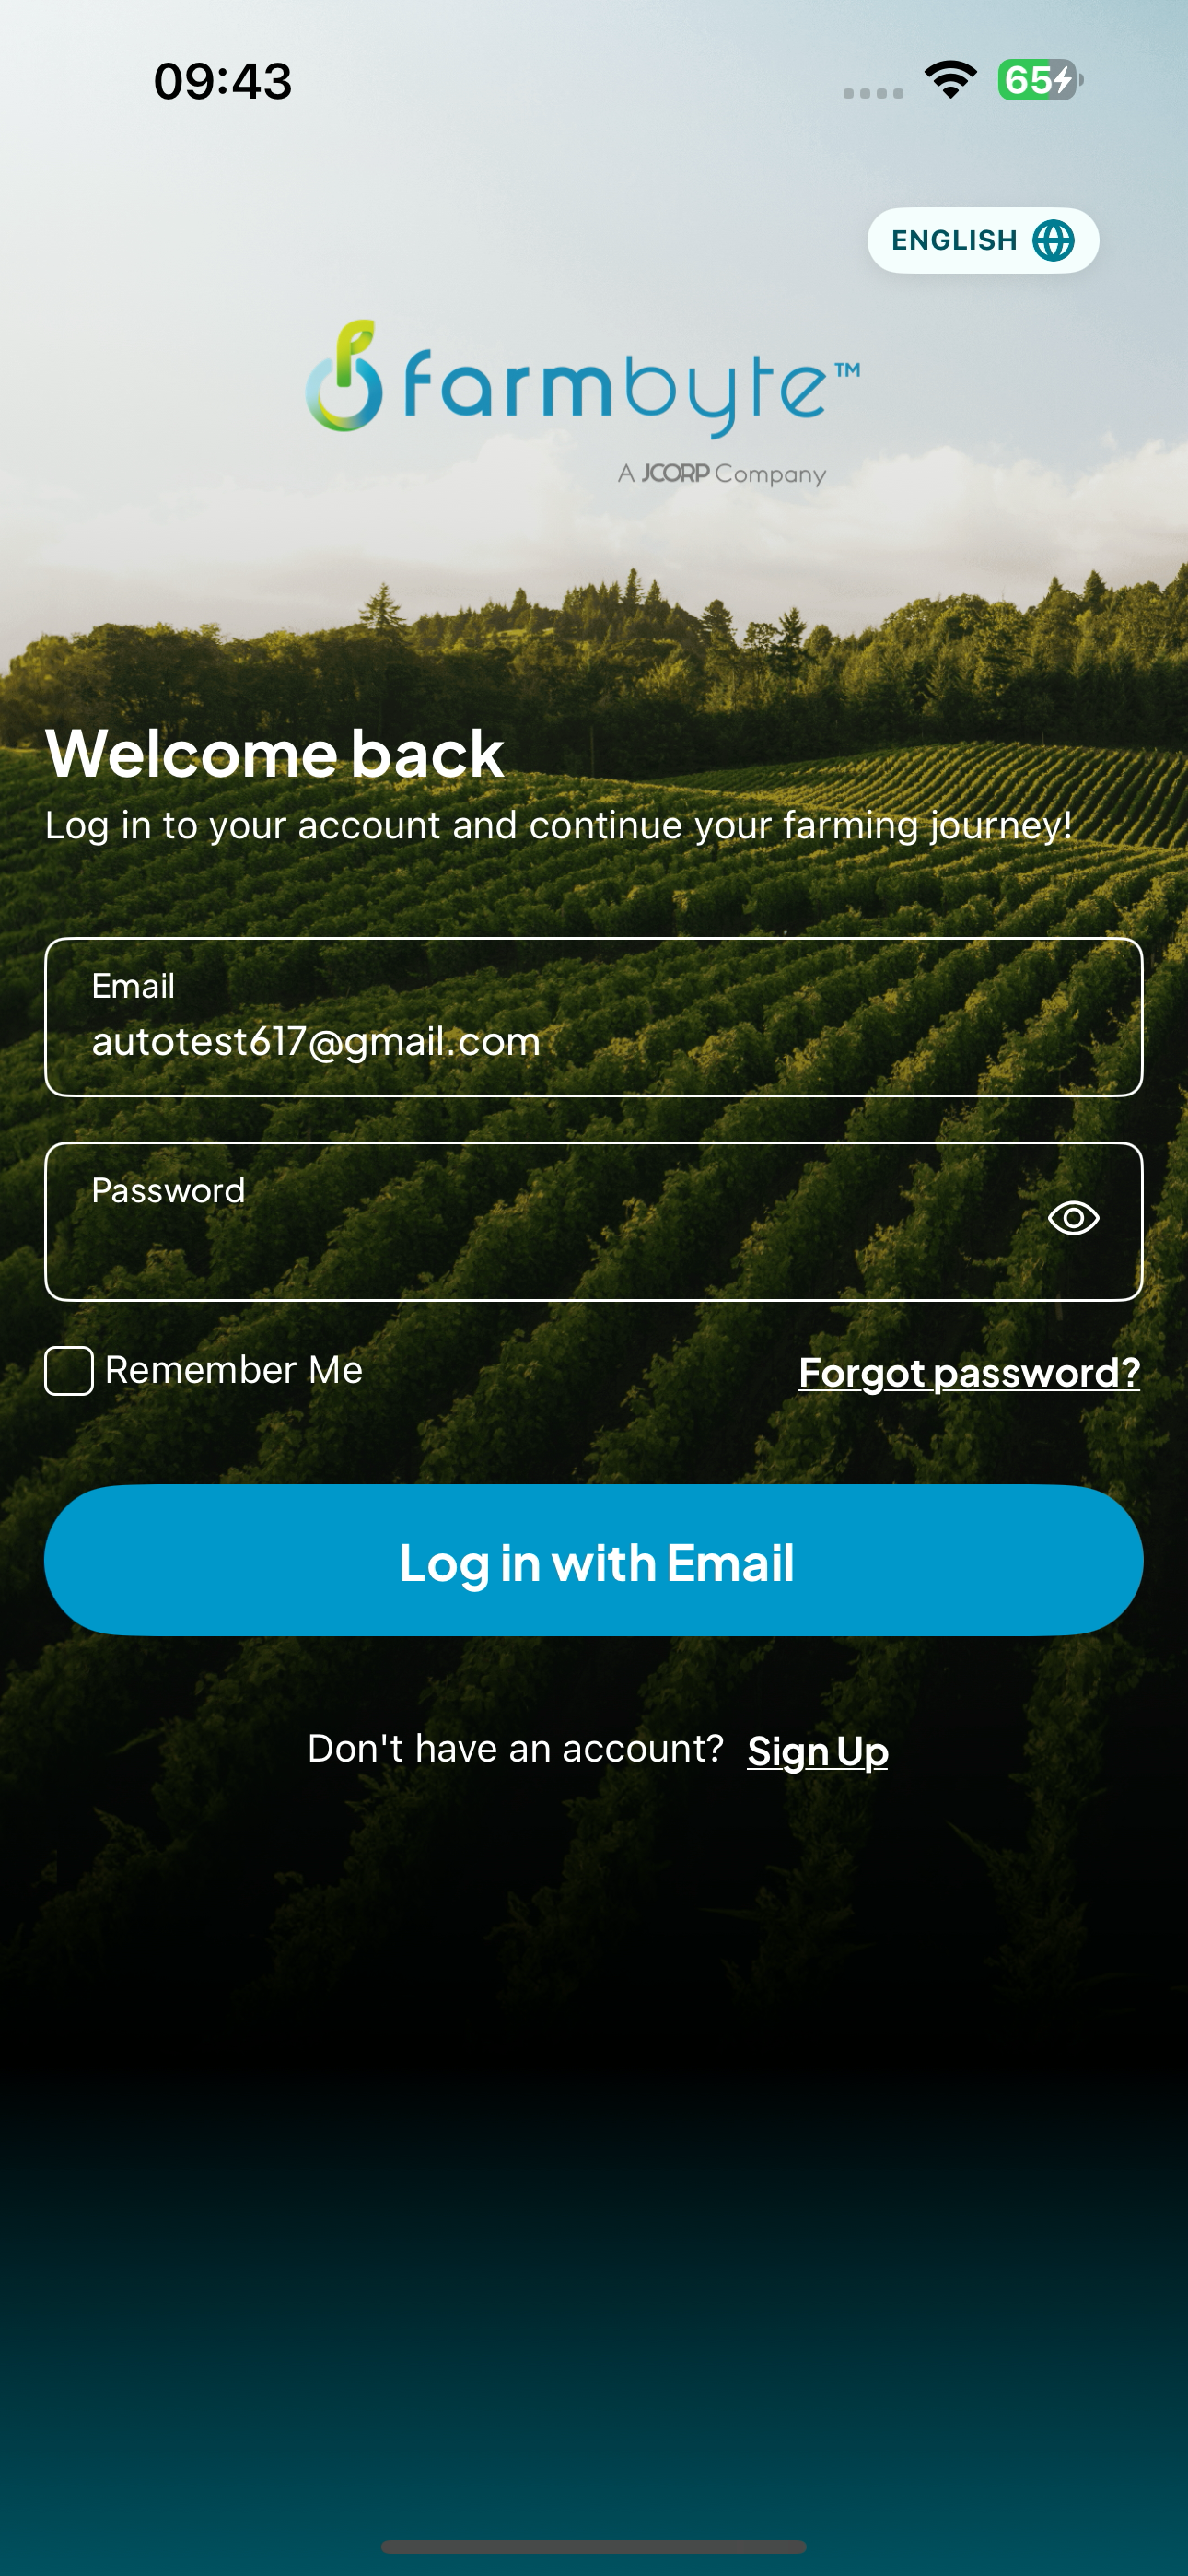 09:43
65
ENGLISH
farmbyte™
A JCORP Company
Welcome back
Log in to your account and continue your farming journey!
Email
autotest617@gmail.com
Password
Remember Me
Forgot password?
Log in with Email
Don't have an account? Sign Up